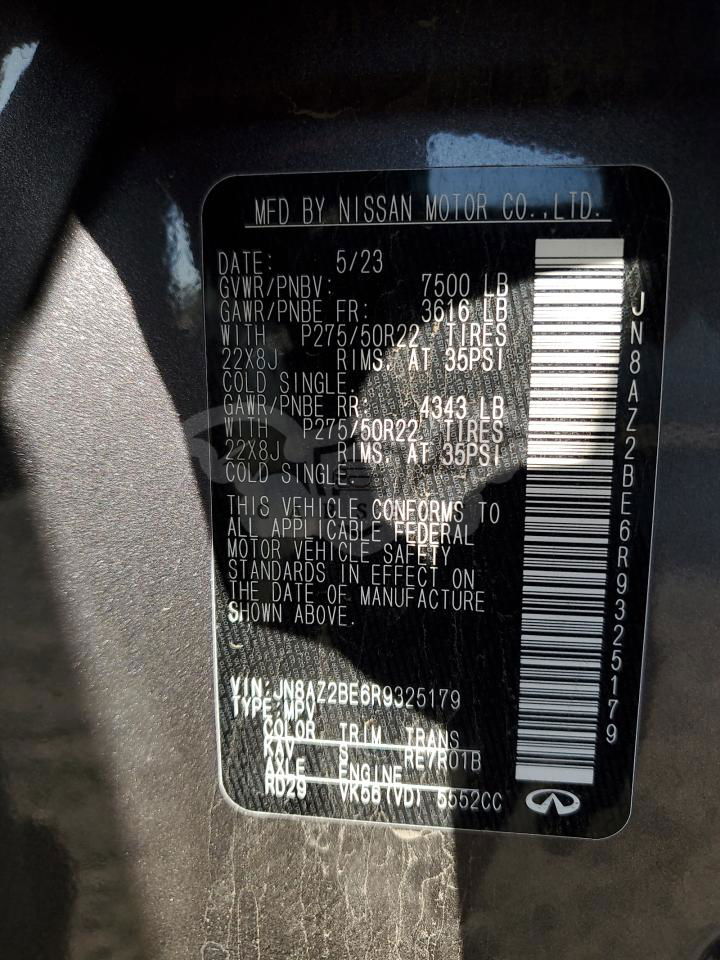 MFD BY NISSAN MOTOR CO.,LTD.
DATE: 5/23
GVWR/PNBV: 7500 LB
GAWR/PNBE FR: 3616 LB
WITH P275/50R22 TIRES
22X8J RIMS. AT 35PSI
COLD SINGLE.
GAWR/PNBE RR: 4343 LB
WITH P275/50R22 TIRES
22X8J RIMS. AT 35PSI
COLD SINGLE.
THIS VEHICLE CONFORMS TO
ALL APPLICABLE FEDERAL
MOTOR VEHICLE SAFETY
STANDARDS IN EFFECT ON
THE DATE OF MANUFACTURE
SHOWN ABOVE.
VIN: JN8AZ2BE6R9325179
TYPE: MPV
COLOR TRIM TRANS
KAV S RE7R01B
AXLE ENGINE
RD29 VK56(VD) 5552CC
JN8AZ2BE6R9325179